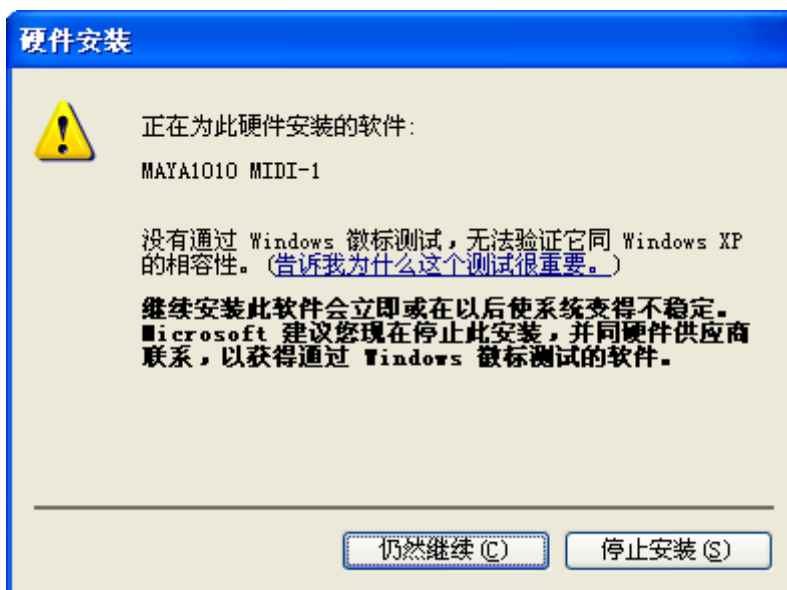 硬件安装
正在为此硬件安装的软件:
MAYA1010 MIDI-1
没有通过 Windows 徽标测试，无法验证它同 Windows XP
的相容性。(告诉我为什么这个测试很重要。)
继续安装此软件会立即或在以后使系统变得不稳定。
Microsoft 建议您现在停止此安装，并同硬件供应商
联系，以获得通过 Windows 徽标测试的软件。
仍然继续(C)
停止安装(S)